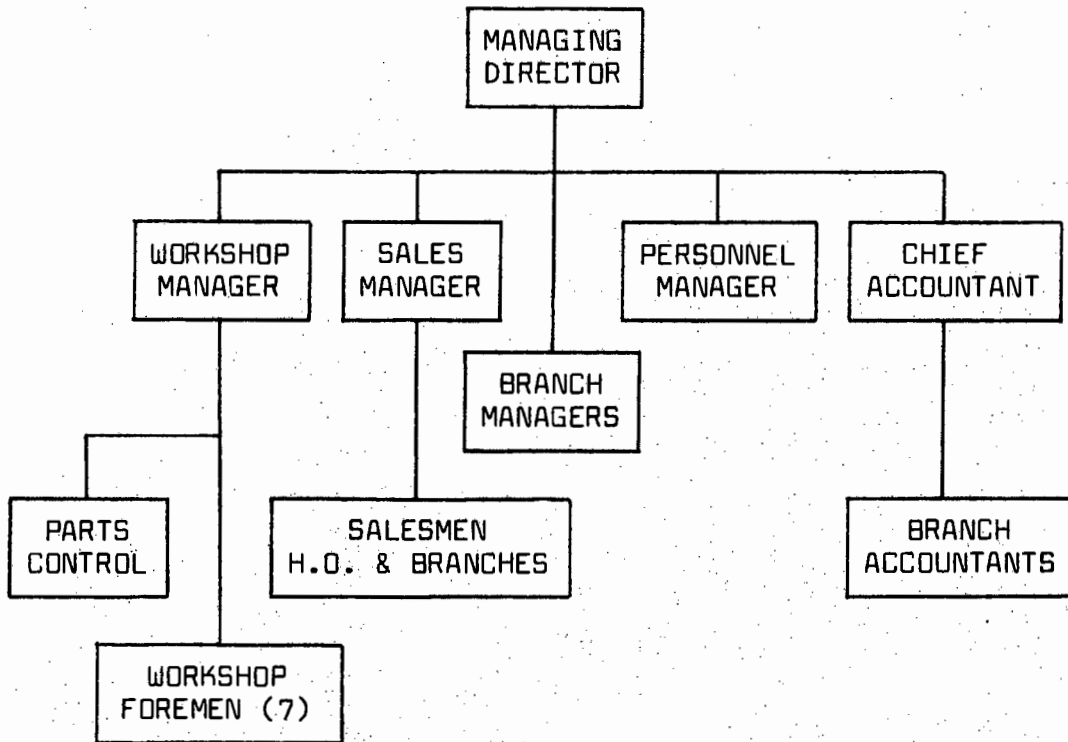 MANAGING
DIRECTOR
WORKSHOP
MANAGER
SALES
MANAGER
PERSONNEL
MANAGER
CHIEF
ACCOUNTANT
BRANCH
MANAGERS
PARTS
CONTROL
SALESMEN
H.O. & BRANCHES
BRANCH
ACCOUNTANTS
WORKSHOP
FOREMEN (7)